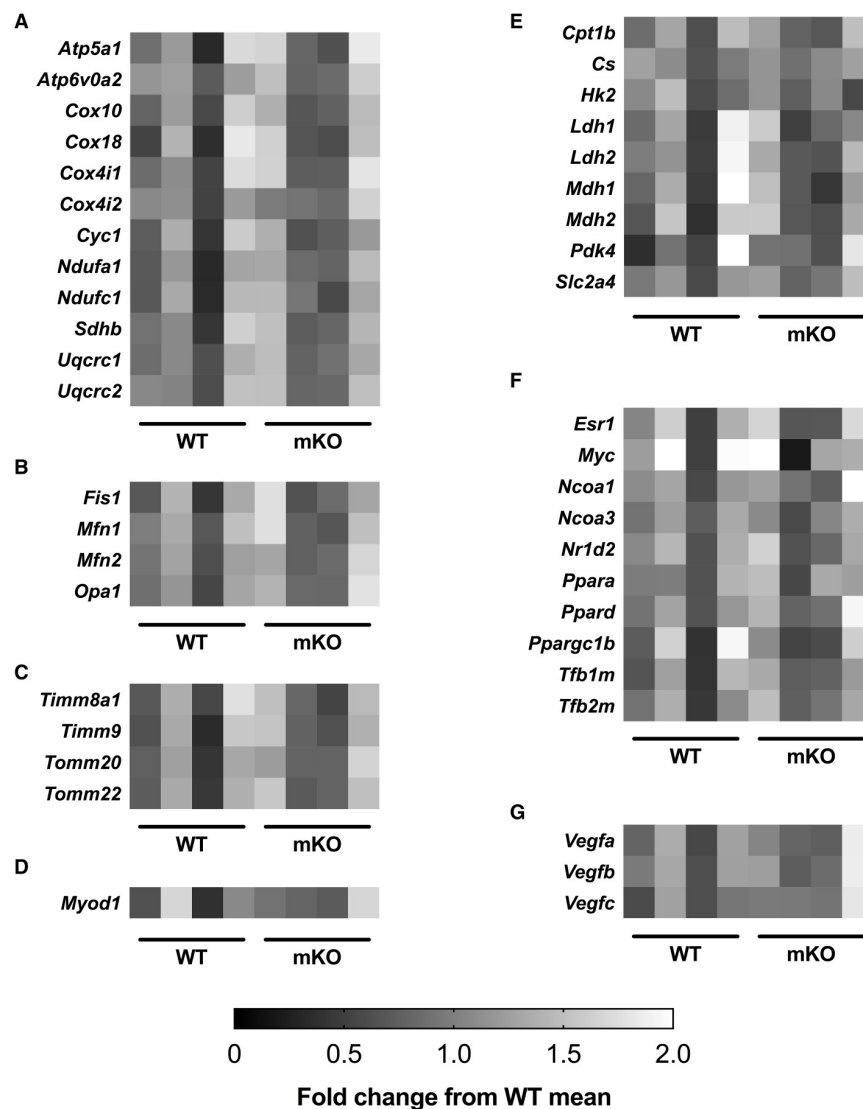 A
Atp5a1
Atp6v0a2
Cox10
Cox18
Cox4i1
Cox4i2
Cyc1
Ndufa1
Ndufc1
Sdhb
Uqcrc1
Uqcrc2
WT mKO
B
Fis1
Mfn1
Mfn2
Opa1
WT mKO
C
Timm8a1
Timm9
Tomm20
Tomm22
WT mKO
D
Myod1
WT mKO
E
Cpt1b
Cs
Hk2
Ldh1
Ldh2
Mdh1
Mdh2
Pdk4
Slc2a4
WT mKO
F
Esr1
Myc
Ncoa1
Ncoa3
Nr1d2
Ppara
Ppard
Ppargc1b
Tfb1m
Tfb2m
WT mKO
G
Vegfa
Vegfb
Vegfc
WT mKO
0 0.5 1.0 1.5 2.0
Fold change from WT mean